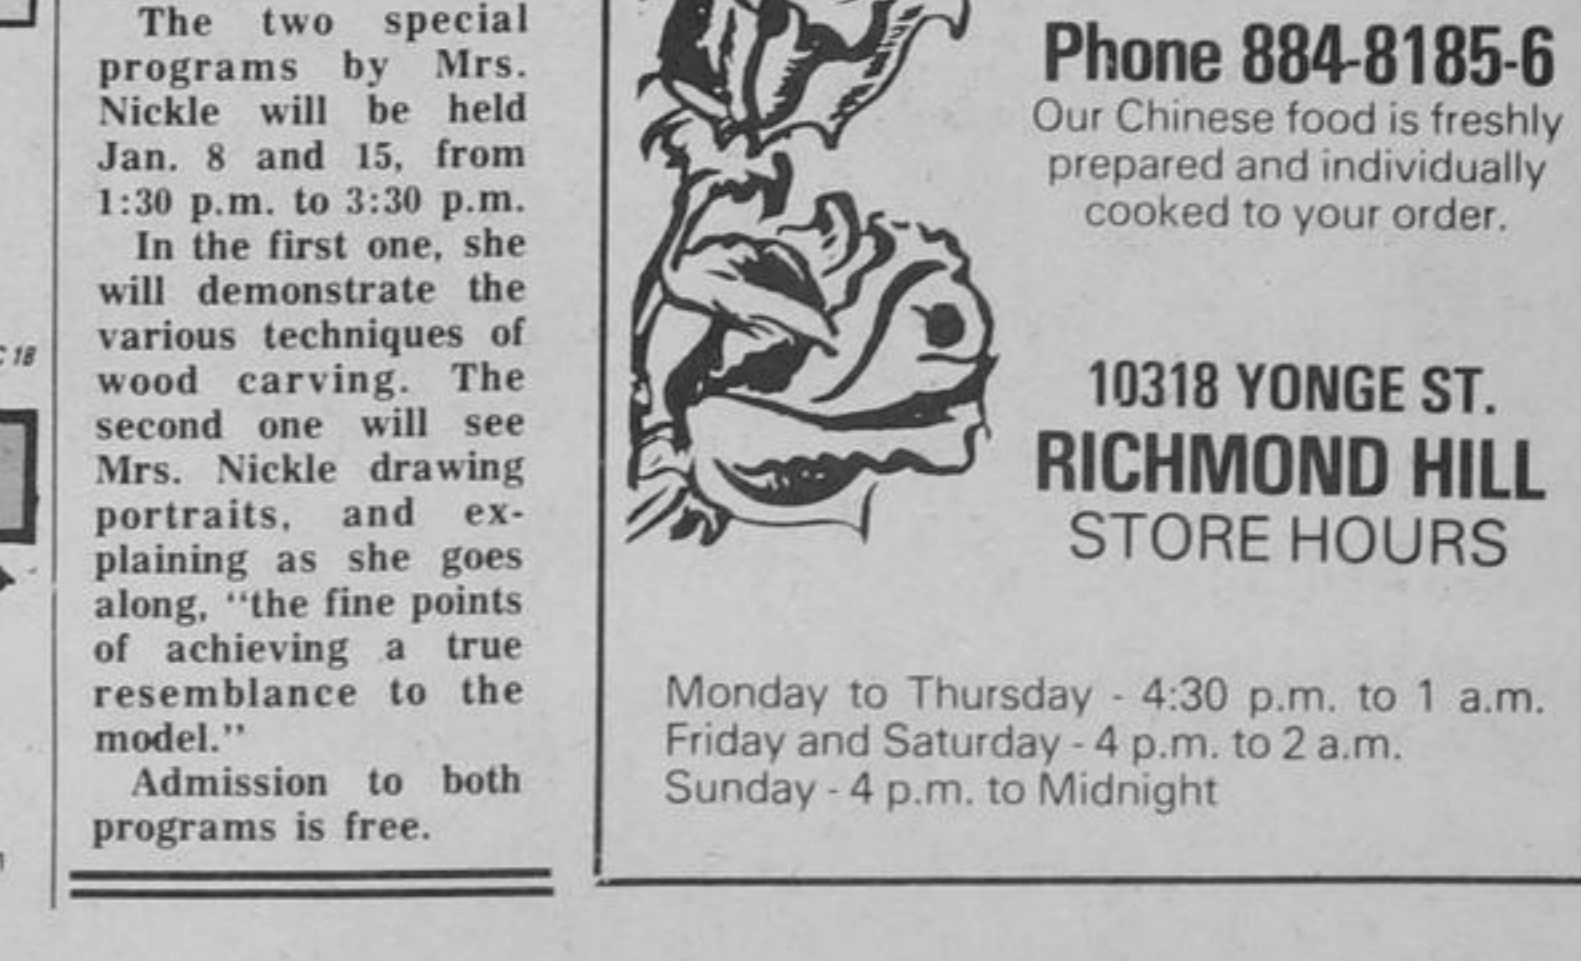 The two special
programs by Mrs.
Nickle will be held
Jan. 8 and 15, from
1:30 p.m. to 3:30 p.m.
In the first one, she
will demonstrate the
various techniques of
wood carving. The
second one will see
Mrs. Nickle drawing
portraits, and ex-
plaining as she goes
along, “the fine points
of achieving a true
resemblance to the
model.”
Admission to both
programs is free.
Phone 884-8185-6
Our Chinese food is freshly
prepared and individually
cooked to your order.
10318 YONGE ST.
RICHMOND HILL
STORE HOURS
Monday to Thursday - 4:30 p.m. to 1 a.m.
Friday and Saturday - 4 p.m. to 2 a.m.
Sunday - 4 p.m. to Midnight
18